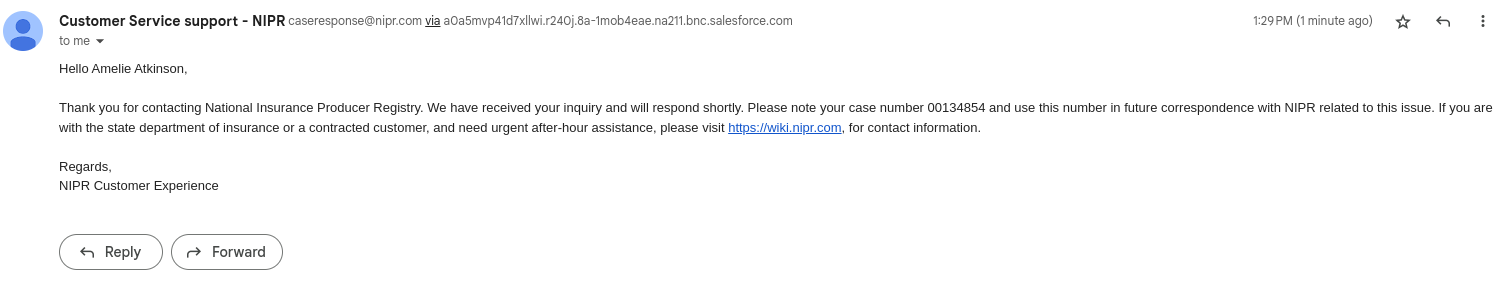 Customer Service support - NIPR caseresponse@nipr.com via a0a5mvp41d7xllwi.r240j.8a-1mob4eae.na211.bnc.salesforce.com 1:29 PM (1 minute ago)
to me
Hello Amelie Atkinson,
Thank you for contacting National Insurance Producer Registry. We have received your inquiry and will respond shortly. Please note your case number 00134854 and use this number in future correspondence with NIPR related to this issue. If you are
with the state department of insurance or a contracted customer, and need urgent after-hour assistance, please visit https://wiki.nipr.com, for contact information.
Regards,
NIPR Customer Experience
Reply Forward